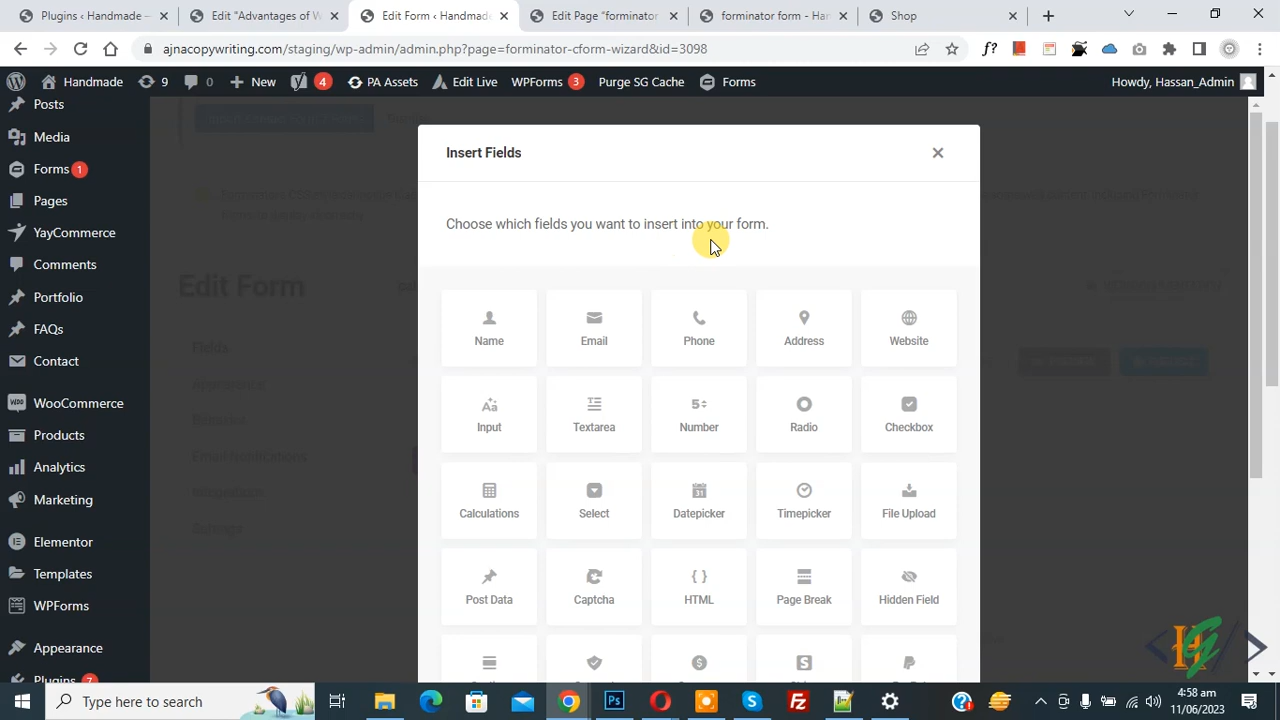 Plugins ‹ Handmade —
Edit "Advantages of W
Edit Form ‹ Handmade
Edit Page "forminator
forminator form - Har
Shop
ajnacopywriting.com/staging/wp-admin/admin.php?page=forminator-cform-wizard&id=3098
Handmade
9
0
New
4
PA Assets
Edit Live
WPForms 3
Purge SG Cache
Forms
Howdy, Hassan_Admin
Posts
Media
Forms 1
Pages
YayCommerce
Comments
Portfolio
FAQs
Contact
WooCommerce
Products
Analytics
Marketing
Elementor
Templates
WPForms
Appearance
Plugins 7
Edit Form
Fields
Appearance
Behavior
Email Notifications
Integrations
Settings
Insert Fields
Choose which fields you want to insert into your form.
Name
Email
Phone
Address
Website
Input
Textarea
Number
Radio
Checkbox
Calculations
Select
Datepicker
Timepicker
File Upload
Post Data
Captcha
HTML
Page Break
Hidden Field
Type here to search
4:58 am
11/06/2023